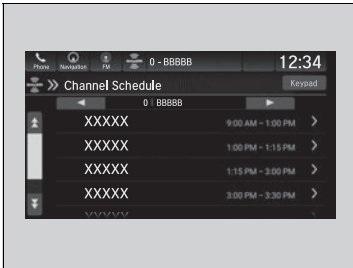 Phone Navigation FM 0 - BBBBB 12:34
Channel Schedule Keypad
0 BBBBB
XXXXX 9:00 AM ~ 1:00 PM
XXXXX 1:00 PM ~ 1:15 PM
XXXXX 1:15 PM ~ 3:00 PM
XXXXX 3:00 PM ~ 3:30 PM